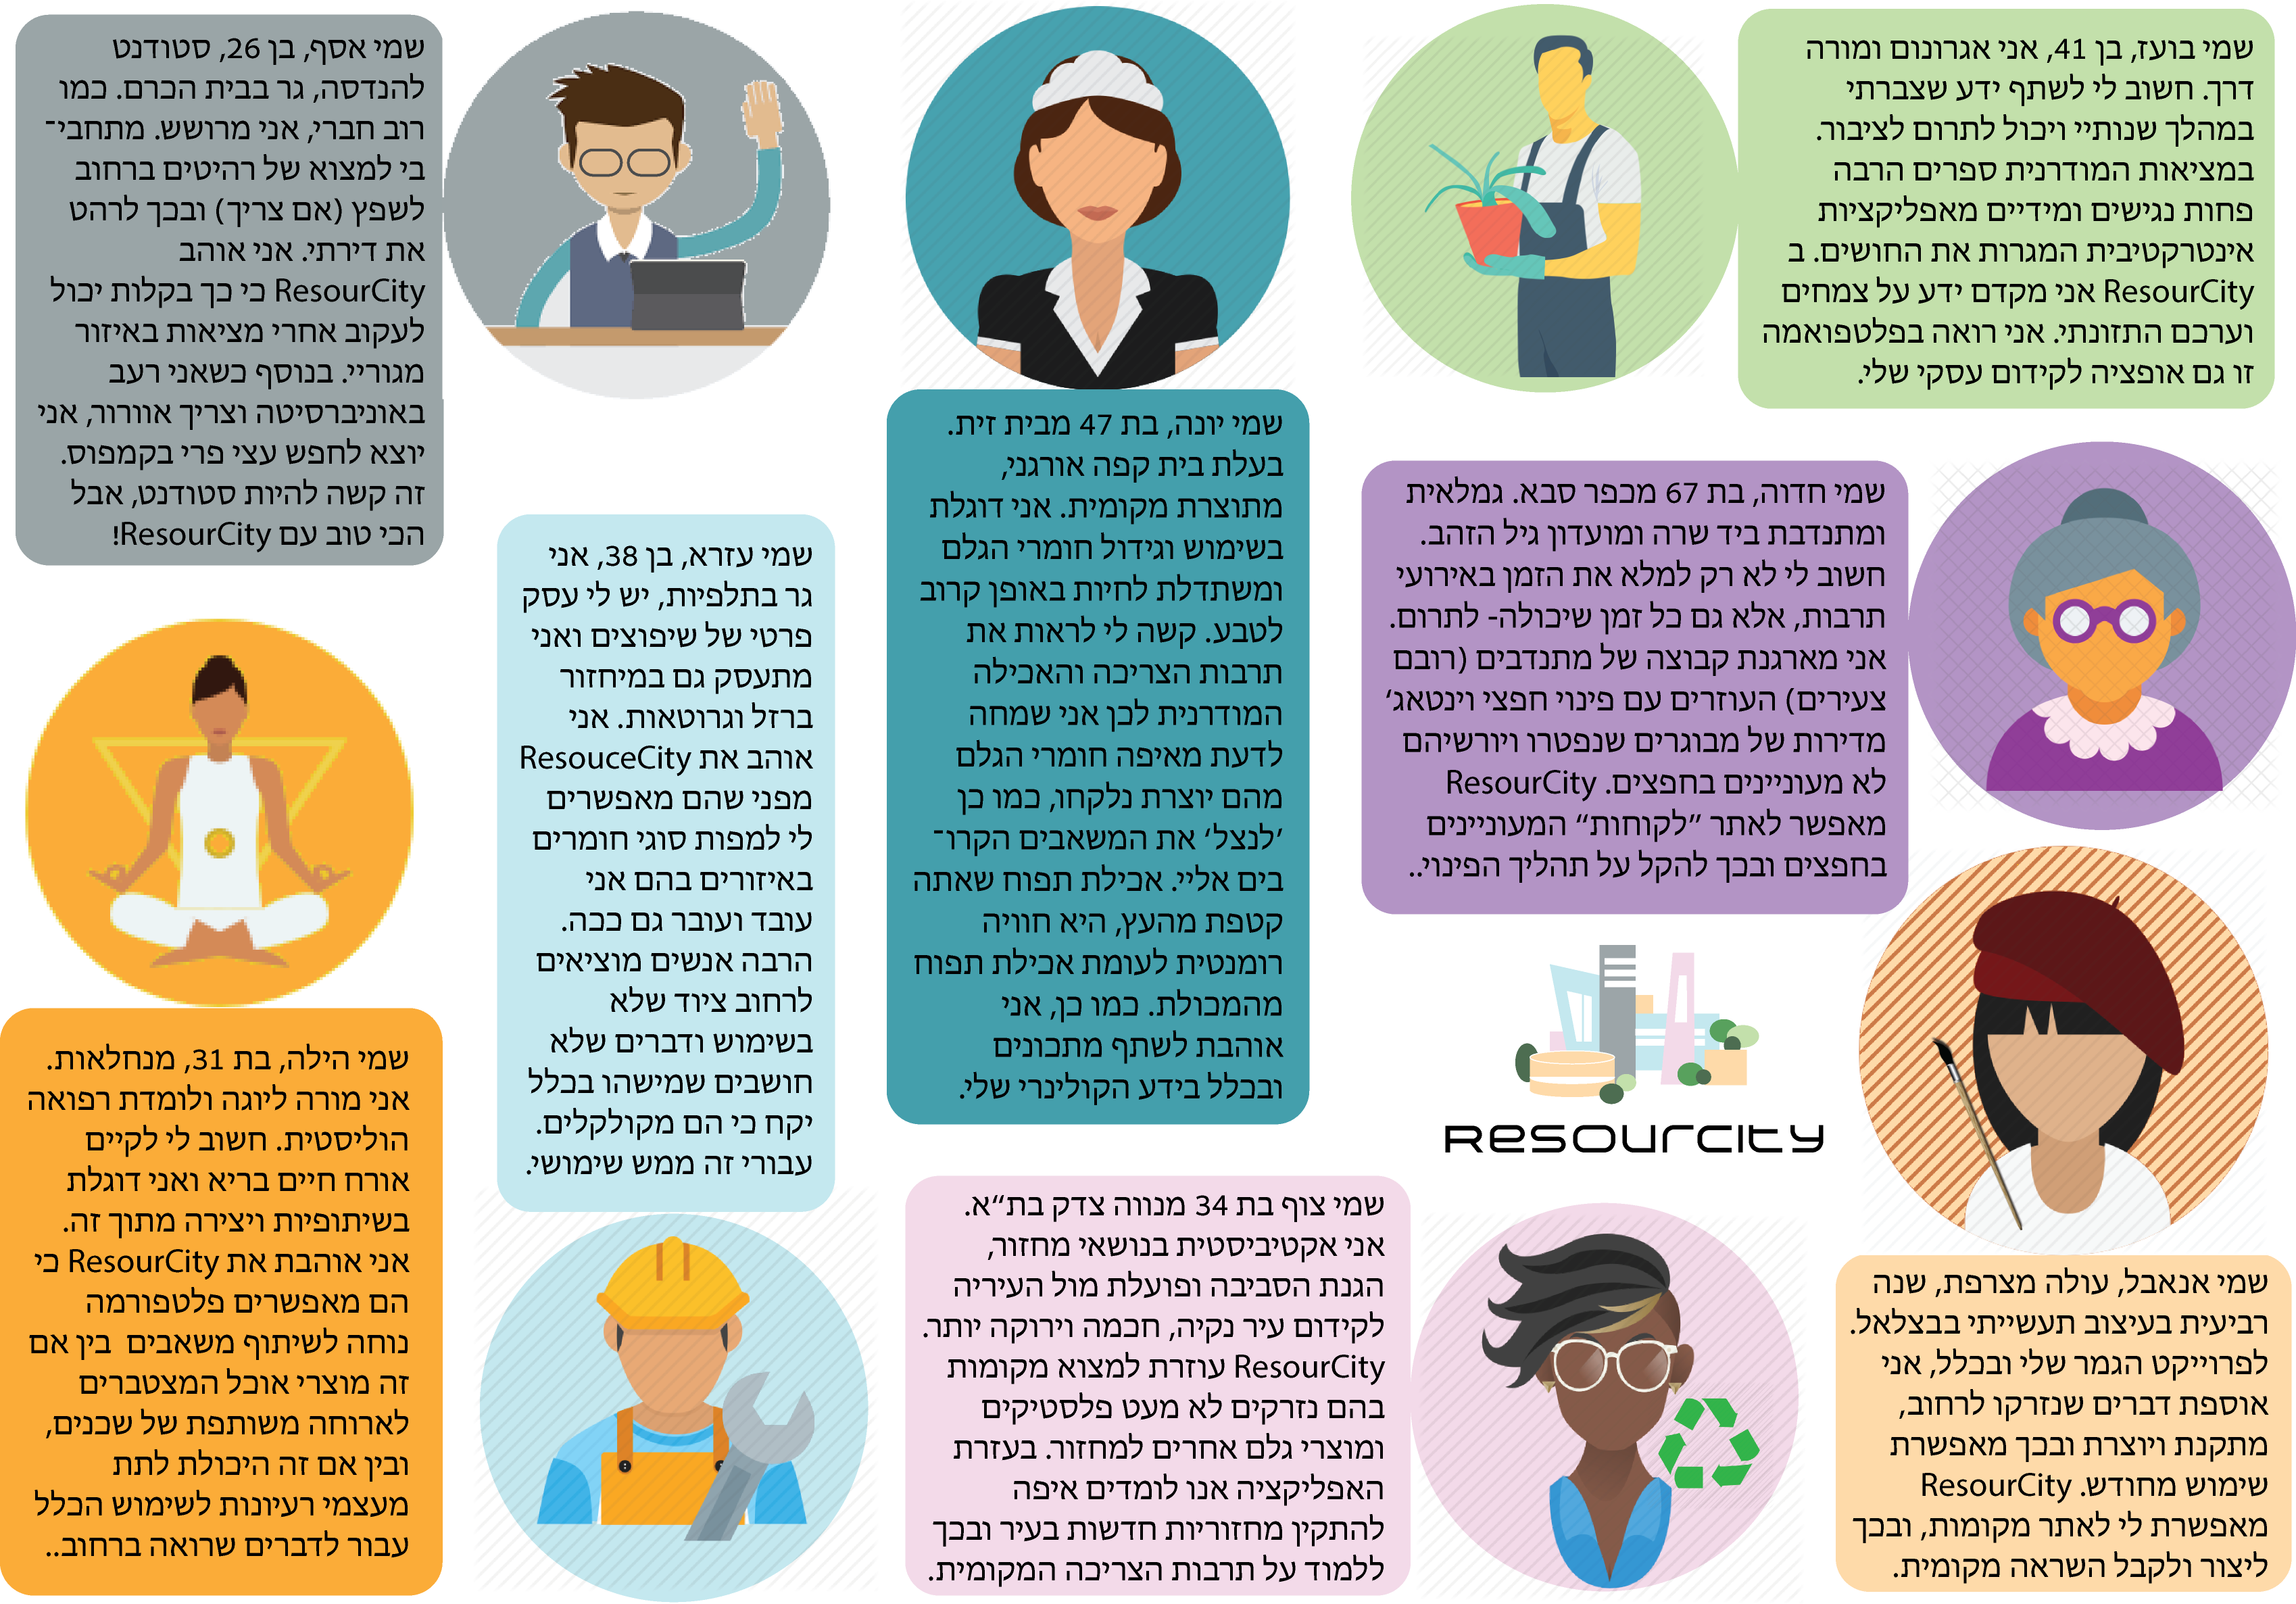 שמי בועז, בן 41, אני אגרונום ומורה
דרך. חשוב לי לשתף ידע שצברתי
במהלך שנותיי ויכול לתרום לציבור.
במציאות המודרנית ספרים הרבה
פחות נגישים ומידיים מאפליקציות
אינטרקטיבית המגרות את החושים. ב
ResourCity אני מקדם ידע על צמחים
וערכם התזונתי. אני רואה בפלטפואמה
זו גם אופציה לקידום עסקי שלי.
שמי חדוה, בת 67 מכפר סבא. גמלאית
ומתנדבת ביד שרה ומועדון גיל הזהב.
חשוב לי לא רק למלא את הזמן באירועי
תרבות, אלא גם כל זמן שיכולה- לתרום.
אני מארגנת קבוצה של מתנדבים (רובם
צעירים) העוזרים עם פינוי חפצי וינטאג‘
מדירות של מבוגרים שנפטרו ויורשיהם
לא מעוניינים בחפצים. ResourCity
מאפשר לאתר ”לקוחות“ המעוניינים
בחפצים ובכך להקל על תהליך הפינוי..
RESOURCITY
שמי אנאבל, עולה מצרפת, שנה
רביעית בעיצוב תעשייתי בבצלאל.
לפרוייקט הגמר שלי ובכלל, אני
אוספת דברים שנזרקו לרחוב,
מתקנת ויוצרת ובכך מאפשרת
שימוש מחודש. ResourCity
מאפשרת לי לאתר מקומות, ובכך
ליצור ולקבל השראה מקומית.
שמי יונה, בת 47 מבית זית.
בעלת בית קפה אורגני,
מתוצרת מקומית. אני דוגלת
בשימוש וגידול חומרי הגלם
ומשתדלת לחיות באופן קרוב
לטבע. קשה לי לראות את
תרבות הצריכה והאכילה
המודרנית לכן אני שמחה
לדעת מאיפה חומרי הגלם
מהם יוצרת נלקחו, כמו כן
’לנצל‘ את המשאבים הקרו־
בים אליי. אכילת תפוח שאתה
קטפת מהעץ, היא חוויה
רומנטית לעומת אכילת תפוח
מהמכולת. כמו כן, אני
אוהבת לשתף מתכונים
ובכלל בידע הקולינרי שלי.
שמי צוף בת 34 מנווה צדק בת“א.
אני אקטיביסטית בנושאי מחזור,
הגנת הסביבה ופועלת מול העיריה
לקידום עיר נקיה, חכמה וירוקה יותר.
ResourCity עוזרת למצוא מקומות
בהם נזרקים לא מעט פלסטיקים
ומוצרי גלם אחרים למחזור. בעזרת
האפליקציה אנו לומדים איפה
להתקין מחזוריות חדשות בעיר ובכך
ללמוד על תרבות הצריכה המקומית.
שמי אסף, בן 26, סטודנט
להנדסה, גר בבית הכרם. כמו
רוב חברי, אני מרושש. מתחבי־
בי למצוא של רהיטים ברחוב
לשפץ (אם צריך) ובכך לרהט
את דירתי. אני אוהב
ResourCity כי כך בקלות יכול
לעקוב אחרי מציאות באיזור
מגוריי. בנוסף כשאני רעב
באוניברסיטה וצריך אוורור, אני
יוצא לחפש עצי פרי בקמפוס.
זה קשה להיות סטודנט, אבל
הכי טוב עם ResourCity!
שמי עזרא, בן 38, אני
גר בתלפיות, יש לי עסק
פרטי של שיפוצים ואני
מתעסק גם במיחזור
ברזל וגרוטאות. אני
אוהב את ResouceCity
מפני שהם מאפשרים
לי למפות סוגי חומרים
באיזורים בהם אני
עובד ועובר גם ככה.
הרבה אנשים מוציאים
לרחוב ציוד שלא
בשימוש ודברים שלא
חושבים שמישהו בכלל
יקח כי הם מקולקלים.
עבורי זה ממש שימושי.
שמי הילה, בת 31, מנחלאות.
אני מורה ליוגה ולומדת רפואה
הוליסטית. חשוב לי לקיים
אורח חיים בריא ואני דוגלת
בשיתופיות ויצירה מתוך זה.
אני אוהבת את ResourCity כי
הם מאפשרים פלטפורמה
נוחה לשיתוף משאבים  בין אם
זה מוצרי אוכל המצטברים
לארוחה משותפת של שכנים,
ובין אם זה היכולת לתת
מעצמי רעיונות לשימוש הכלל
עבור לדברים שרואה ברחוב..